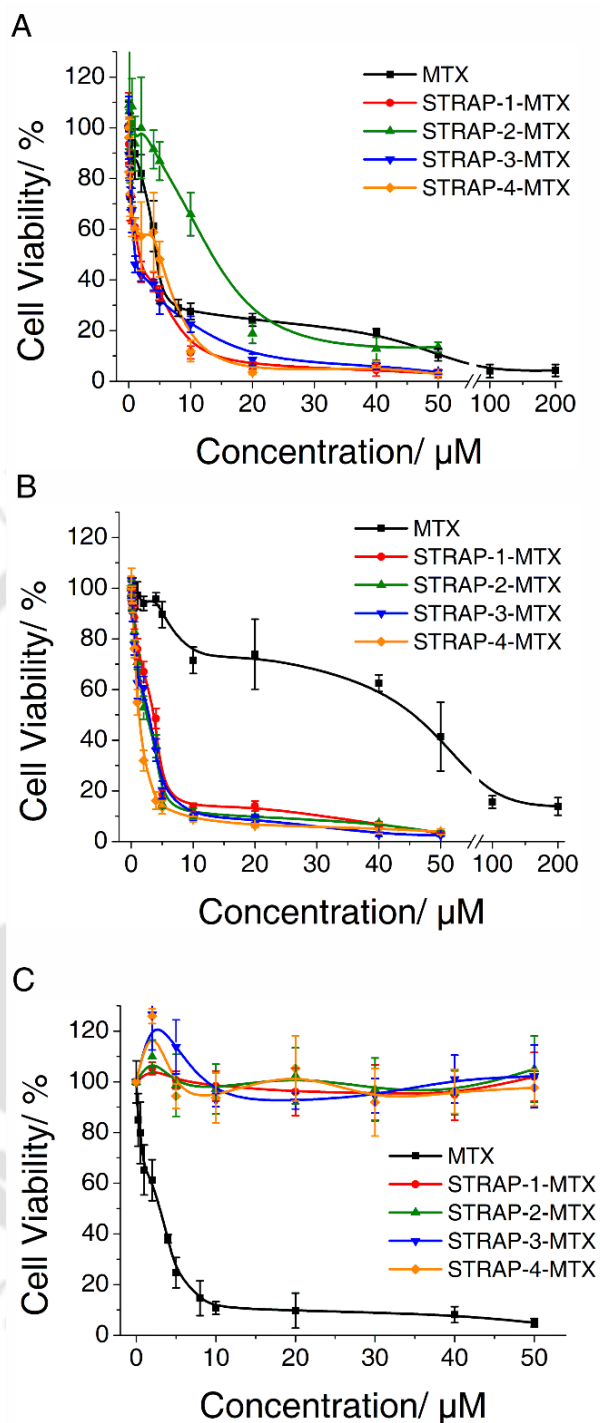 A
Cell Viability/ %
120
100
80
60
40
20
0
MTX
STRAP-1-MTX
STRAP-2-MTX
STRAP-3-MTX
STRAP-4-MTX
0 10 20 30 40 50 100 200
Concentration/ µM
B
Cell Viability/ %
120
100
80
60
40
20
0
MTX
STRAP-1-MTX
STRAP-2-MTX
STRAP-3-MTX
STRAP-4-MTX
0 10 20 30 40 50 100 200
Concentration/ µM
C
Cell Viability/ %
120
100
80
60
40
20
0
MTX
STRAP-1-MTX
STRAP-2-MTX
STRAP-3-MTX
STRAP-4-MTX
0 10 20 30 40 50
Concentration/ µM